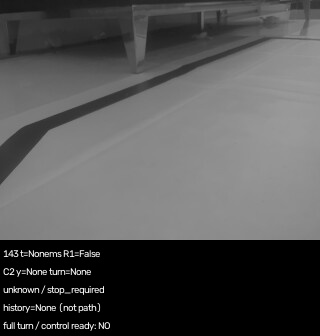 143 t=Nonems R1=False
C2 y=None turn=None
unknown / stop_required
history=None (not path)
full turn / control ready: NO